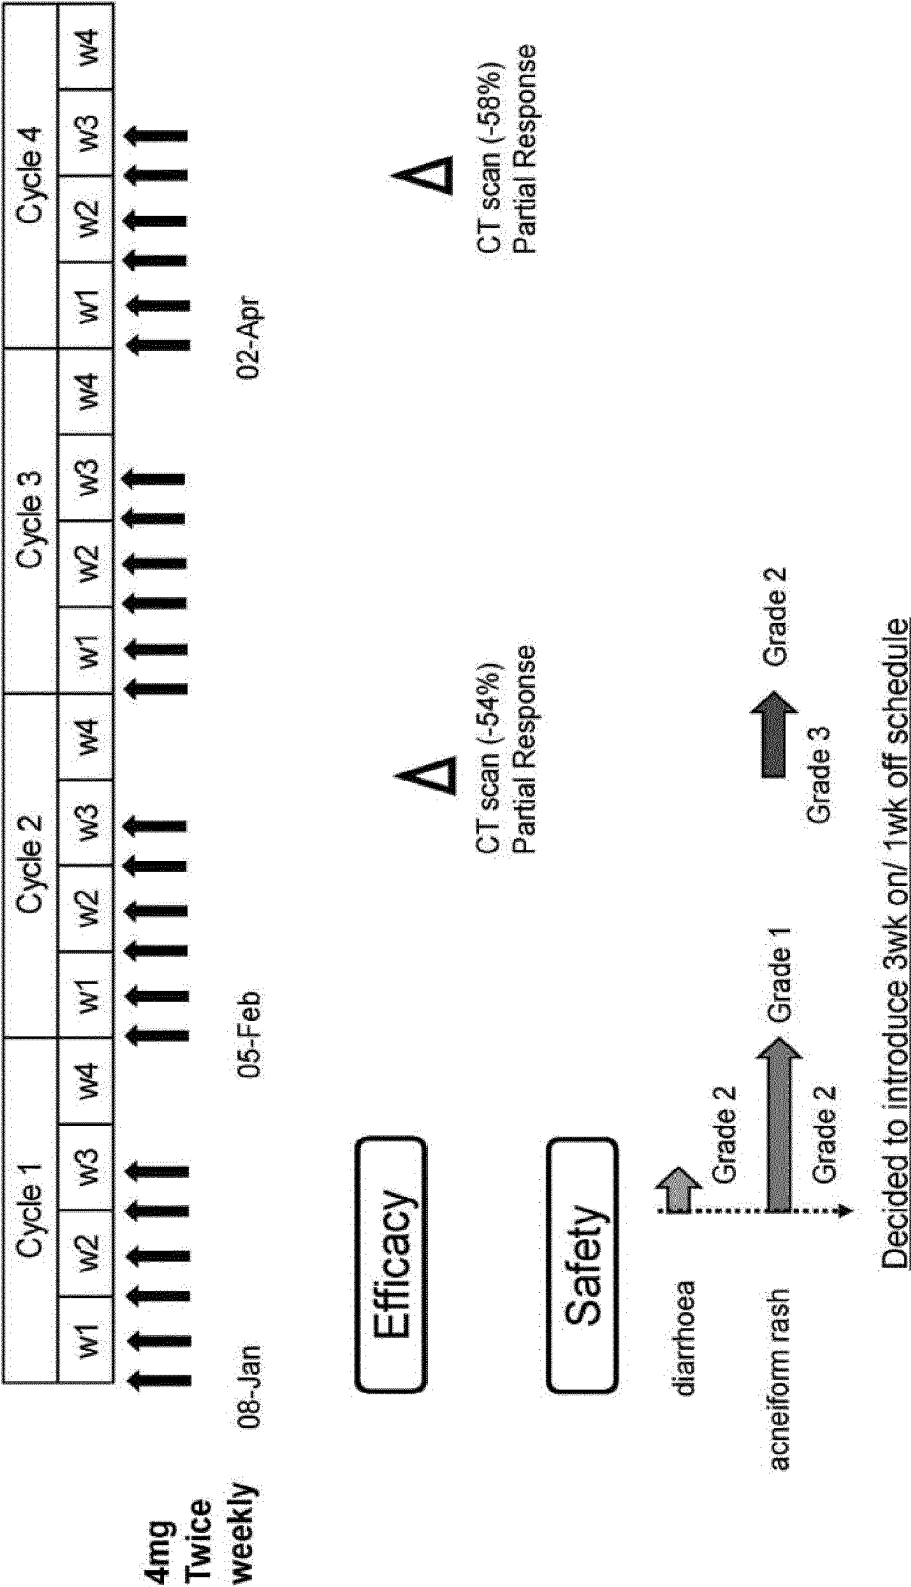 Cycle 1
Cycle 2
Cycle 3
Cycle 4
w1
w2
w3
w4
w1
w2
w3
w4
w1
w2
w3
w4
w1
w2
w3
w4
4mg
Twice
weekly
08-Jan
05-Feb
02-Apr
Efficacy
CT scan (-54%)
Partial Response
CT scan (-58%)
Partial Response
Safety
diarrhoea
Grade 2
acneiform rash
Grade 1
Grade 2
Grade 2
Grade 3
Decided to introduce 3wk on/ 1wk off schedule